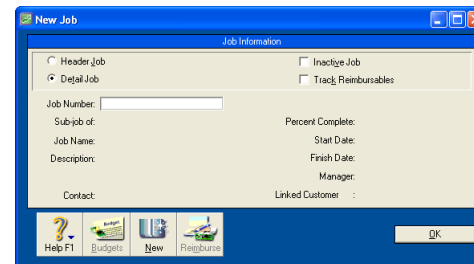 New Job
Job Information
Header Job
Inactive Job
Detail Job
Track Reimbursables
Job Number:
Sub-job of:
Percent Complete:
Job Name:
Start Date:
Description:
Finish Date:
Manager:
Contact:
Linked Customer :
Budget
Help F1
Budgets
New
Reimburse
OK